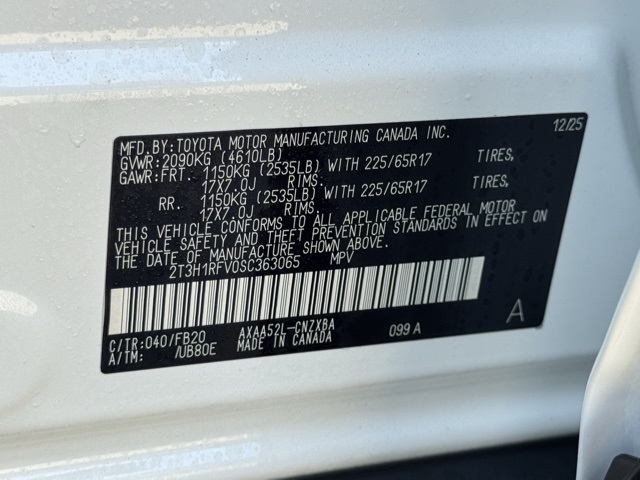 MFD.BY:TOYOTA MOTOR MANUFACTURING CANADA INC. 12/25
GVWR:2090KG (4610LB)
GAWR:FRT. 1150KG (2535LB) WITH 225/65R17 TIRES,
17X7.0J RIMS.
RR. 1150KG (2535LB) WITH 225/65R17 TIRES,
17X7.0J RIMS.
THIS VEHICLE CONFORMS TO ALL APPLICABLE FEDERAL MOTOR
VEHICLE SAFETY AND THEFT PREVENTION STANDARDS IN EFFECT ON
THE DATE OF MANUFACTURE SHOWN ABOVE.
2T3H1RFV0SC363065 MPV
C/TR:040/FB20 AXAA52L-CNZXBA 099 A A
A/TM: /UB80E MADE IN CANADA